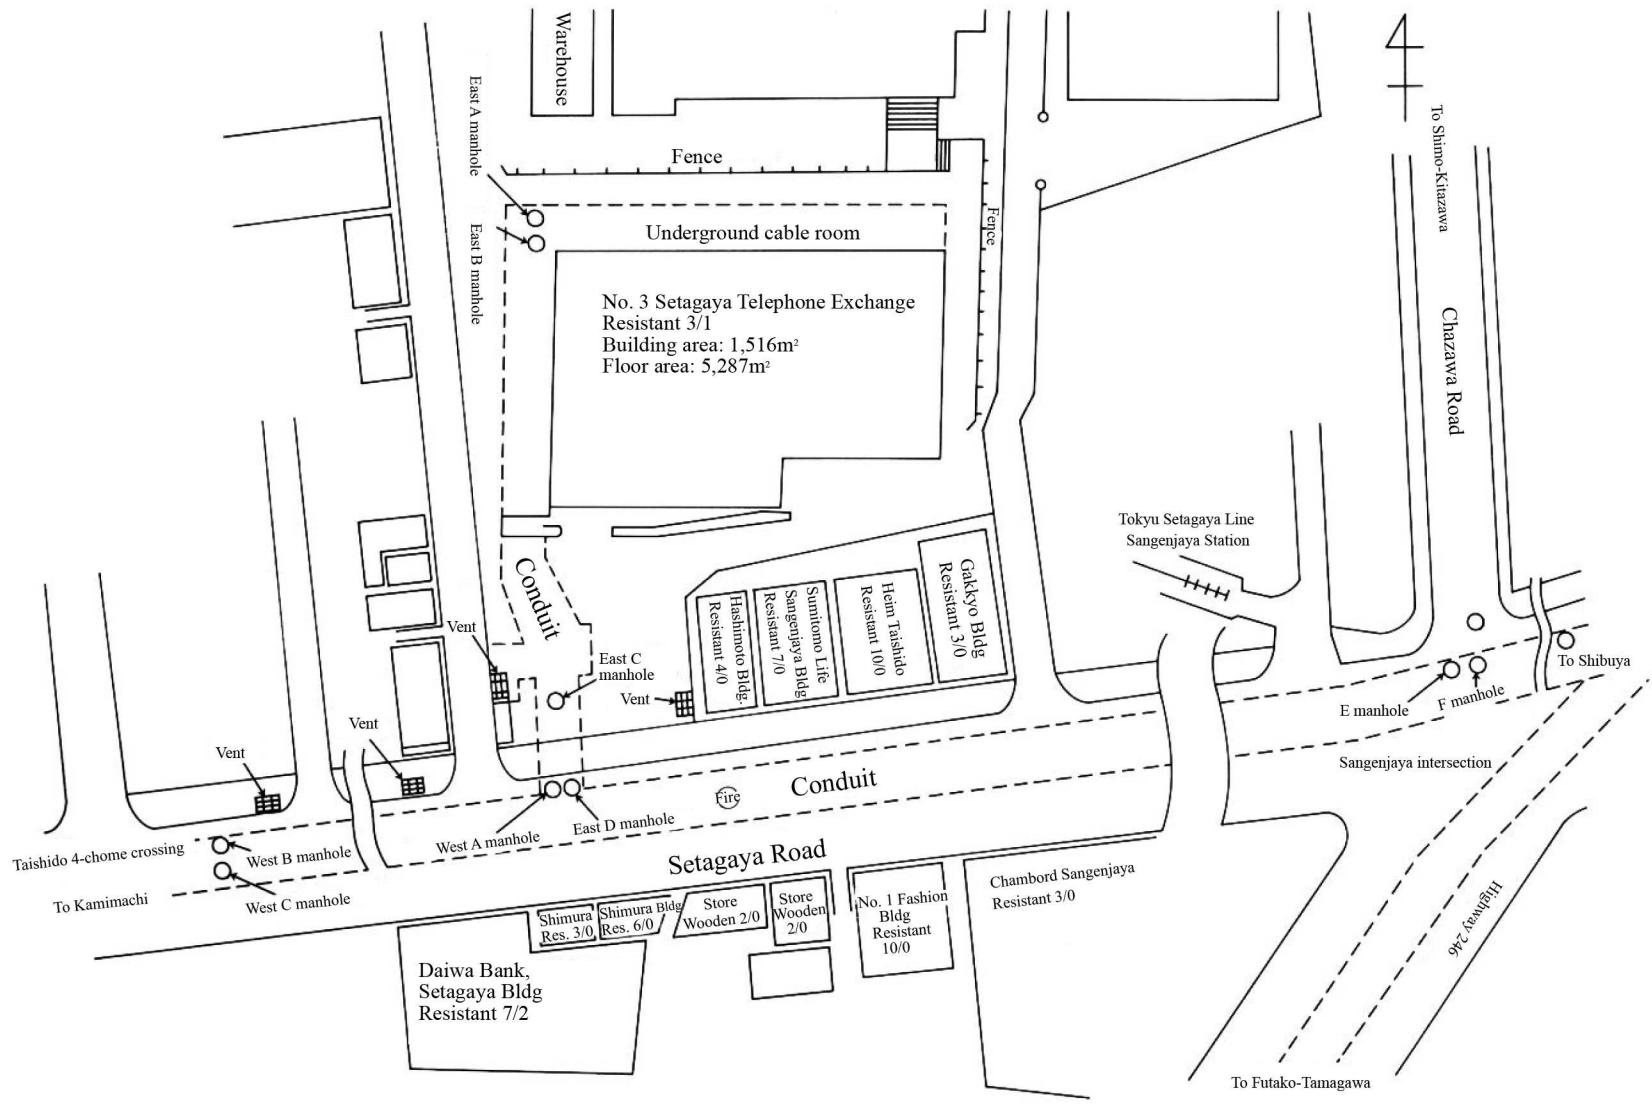 Warehouse
East A manhole
Fence
To Shimo-Kitazawa
East B manhole
Underground cable room
Fence
No. 3 Setagaya Telephone Exchange
Resistant 3/1
Building area: 1,516m²
Floor area: 5,287m²
Chazawa Road
Tokyu Setagaya Line
Sangenjaya Station
Conduit
Gakkyo Bldg
Resistant 3/0
Heim Taishido
Resistant 10/0
Sumitomo Life
Sangenjaya Bldg
Resistant 7/0
Hashimoto Bldg.
Resistant 4/0
Vent
East C
manhole
Vent
To Shibuya
E manhole
F manhole
Vent
Vent
Sangenjaya intersection
Conduit
Fire
East D manhole
West A manhole
Taishido 4-chome crossing
West B manhole
Setagaya Road
To Kamimachi
West C manhole
Chambord Sangenjaya
Resistant 3/0
Shimura
Res. 3/0
Shimura Bldg
Res. 6/0
Store
Wooden 2/0
Store
Wooden
2/0
No. 1 Fashion
Bldg
Resistant
10/0
Highway 246
Daiwa Bank,
Setagaya Bldg
Resistant 7/2
To Futako-Tamagawa